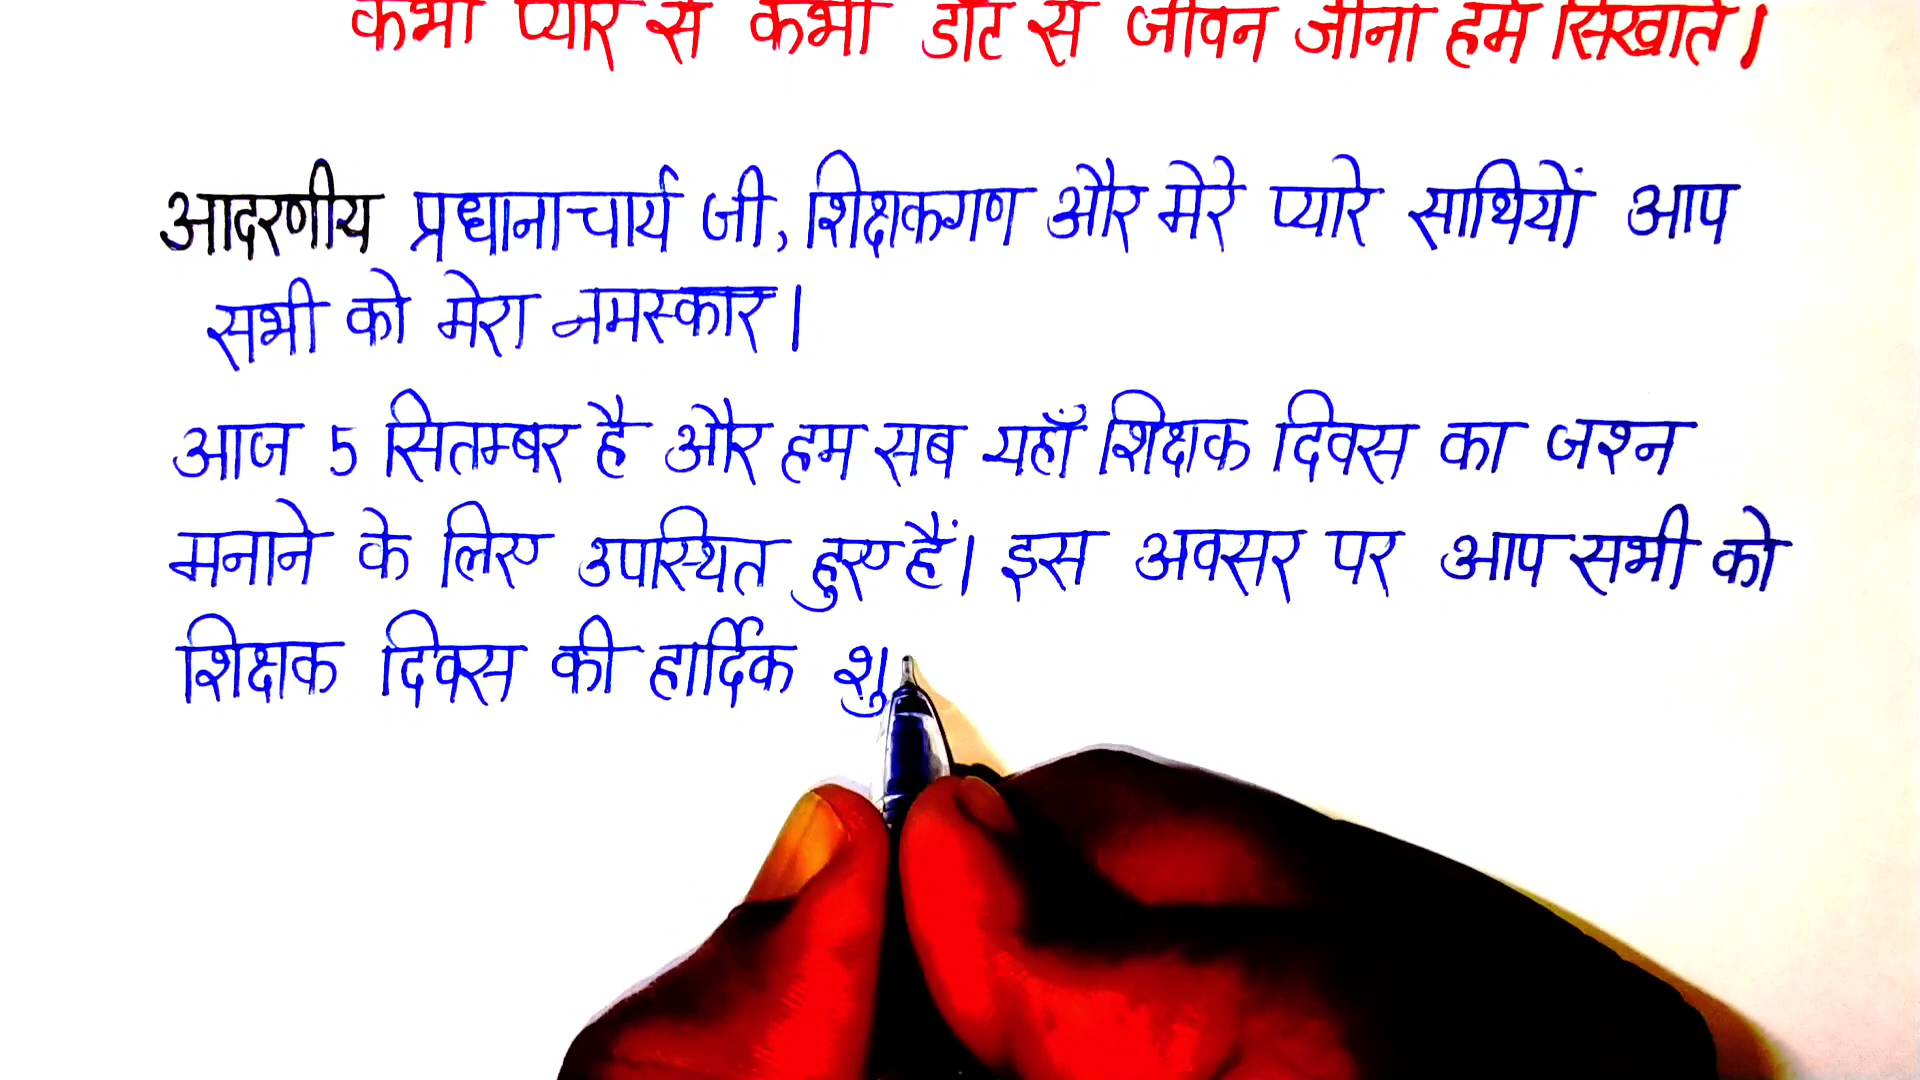 कभी प्यार से कभी डाँट से जीवन जीना हमें सिखाते।
आदरणीय प्रधानाचार्य जी, शिक्षकगण और मेरे प्यारे साथियों आप
सभी को मेरा नमस्कार।
आज 5 सितम्बर है और हम सब यहाँ शिक्षक दिवस का जश्न
मनाने के लिए उपस्थित हुए हैं। इस अवसर पर आप सभी को
शिक्षक दिवस की हार्दिक शु